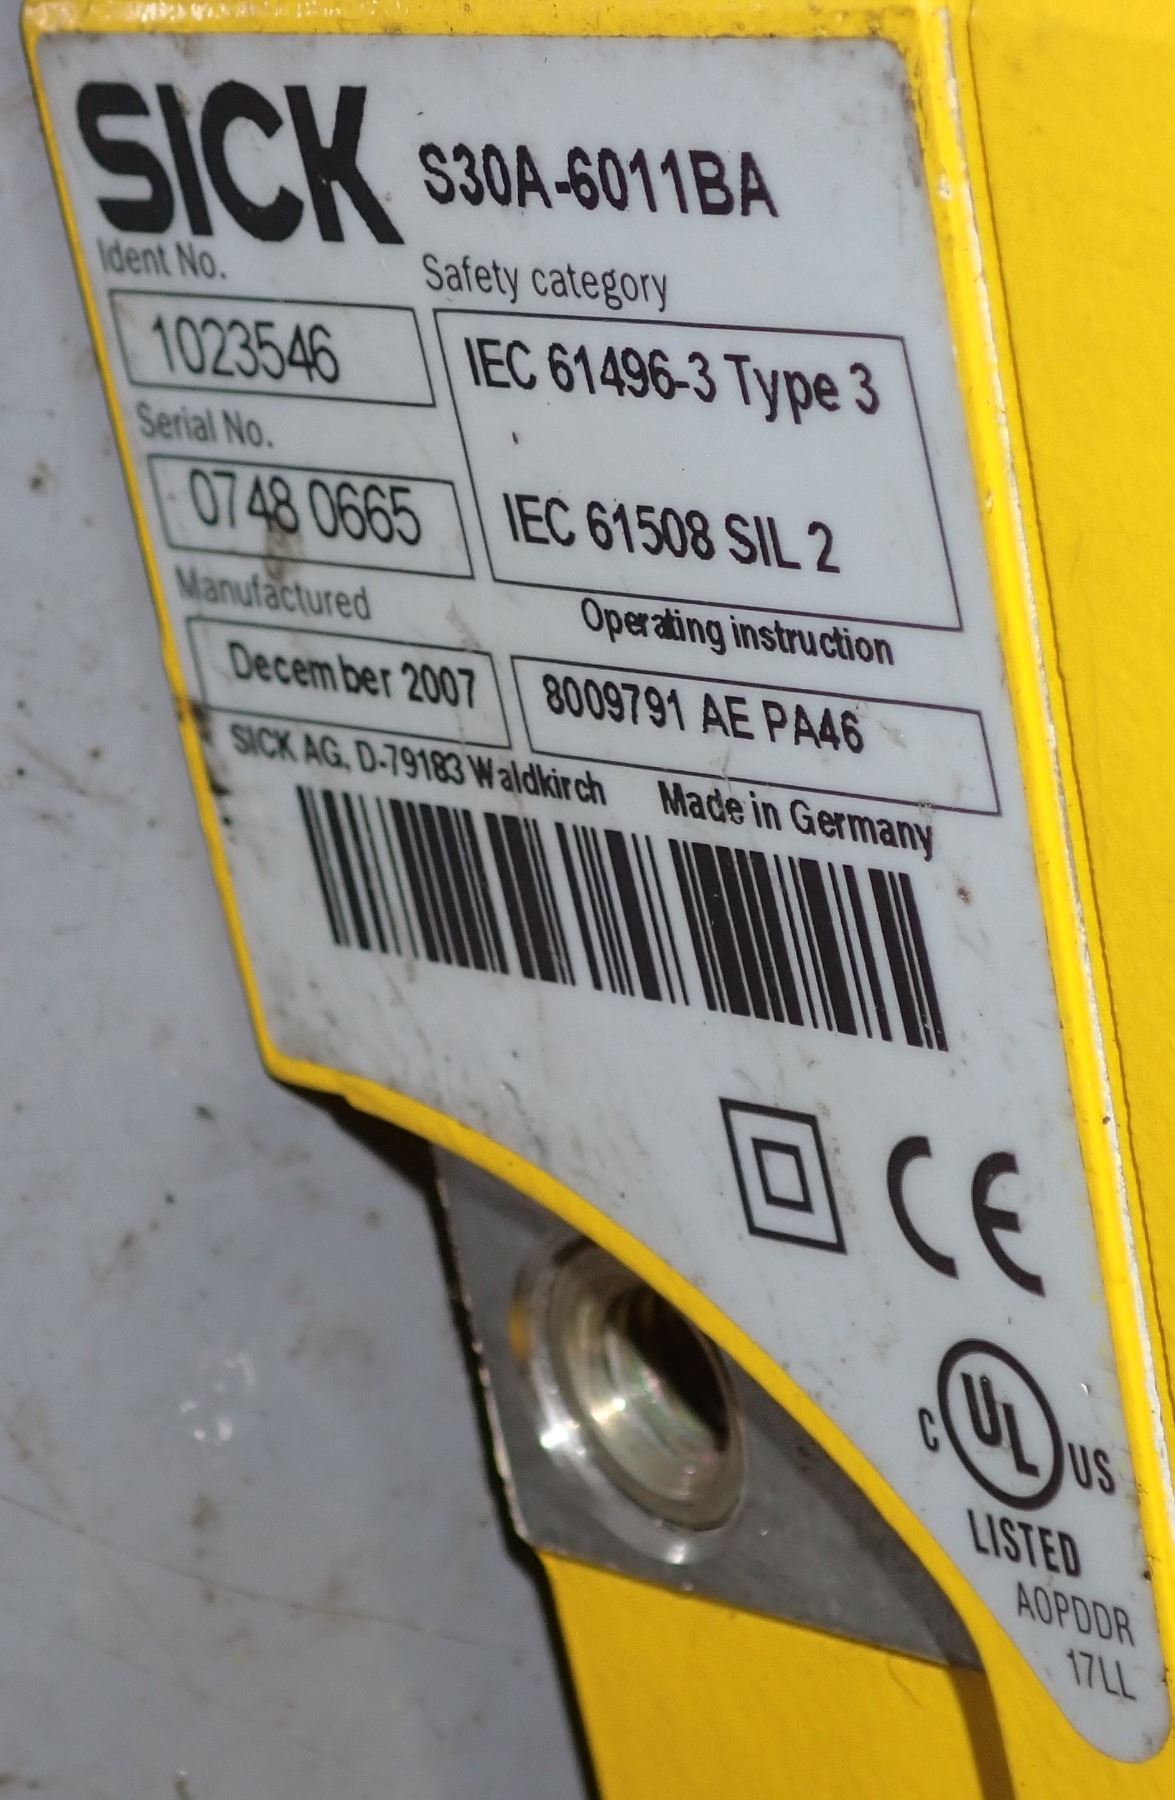 SICK S30A-6011BA
Ident No.
1023546
Safety category
IEC 61496-3 Type 3
IEC 61508 SIL 2
Serial No.
0748 0665
Manufactured
December 2007
Operating instruction
8009791 AE PA46
SICK AG, D-79183 Waldkirch
Made in Germany
CE
C UL US
LISTED
AOPDDR
17LL